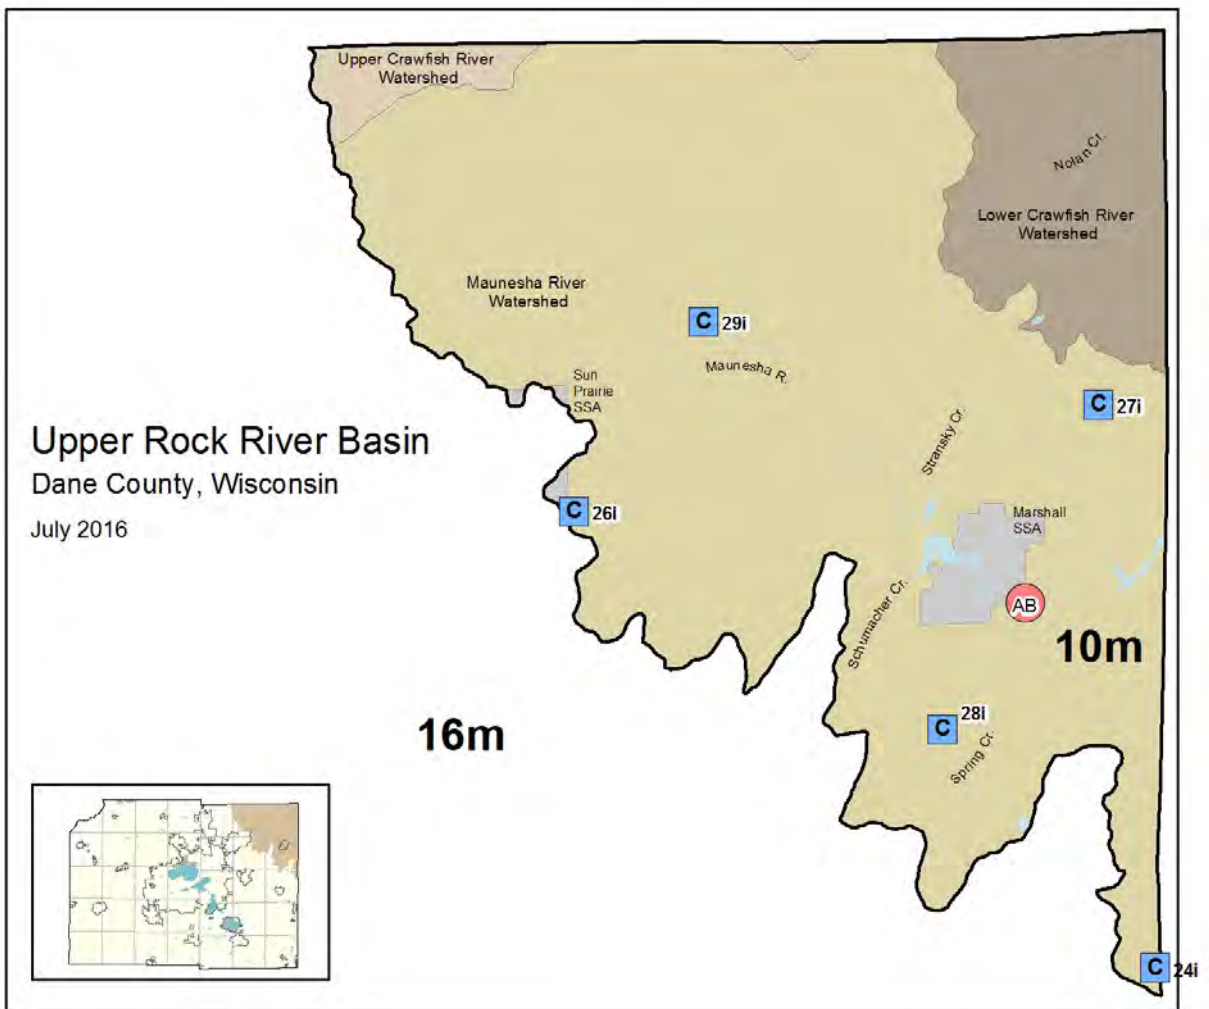 Upper Crawfish River
Watershed
Nolan Cr.
Lower Crawfish River
Watershed
Maunesha River
Watershed
C 29i
Maunesha R.
Sun
Prairie
SSA
C 27i
Stransky Cr.
Upper Rock River Basin
Dane County, Wisconsin
July 2016
C 26i
Marshall
SSA
Schumacher Cr.
AB
10m
16m
C 28i
Spring Cr.
C 24i